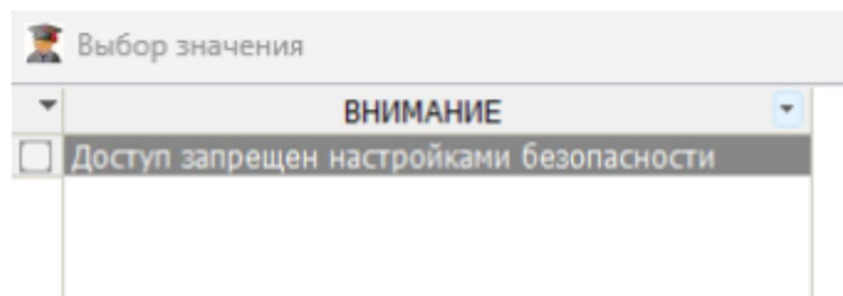 Выбор значения
ВНИМАНИЕ
Доступ запрещен настройками безопасности